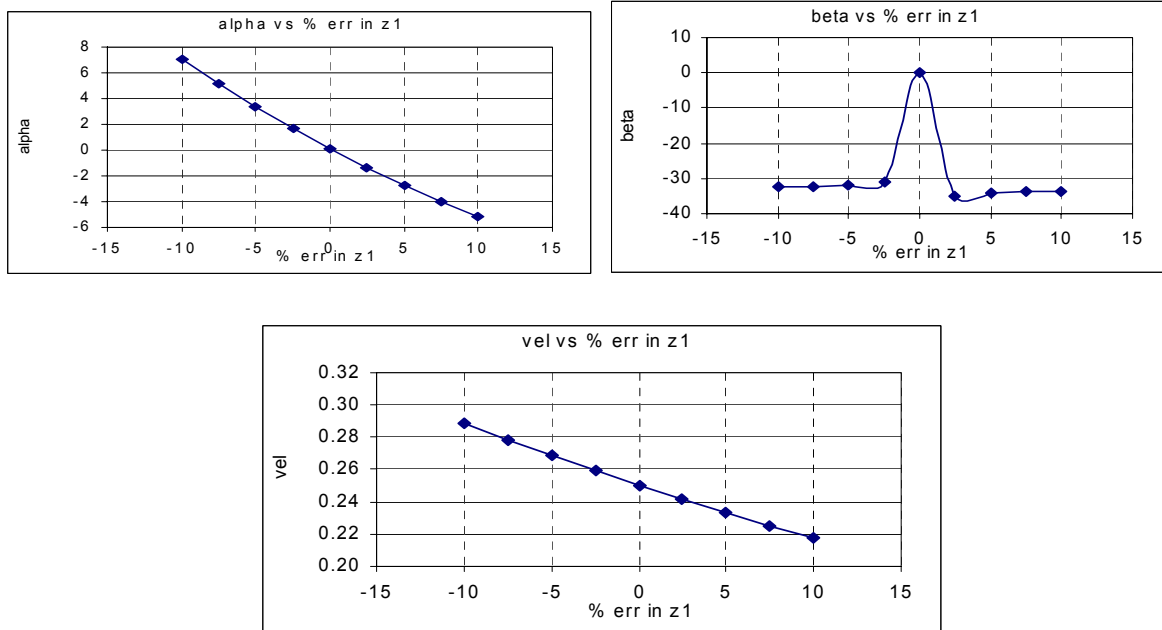 alpha vs % err in z1
8
6
4
2
0
-2
-4
-6
alpha
-15 -10 -5 0 5 10 15
% err in z1
beta vs % err in z1
10
0
-10
-20
-30
-40
beta
-15 -10 -5 0 5 10 15
% err in z1
vel vs % err in z1
0.32
0.30
0.28
0.26
0.24
0.22
0.20
vel
-15 -10 -5 0 5 10 15
% err in z1